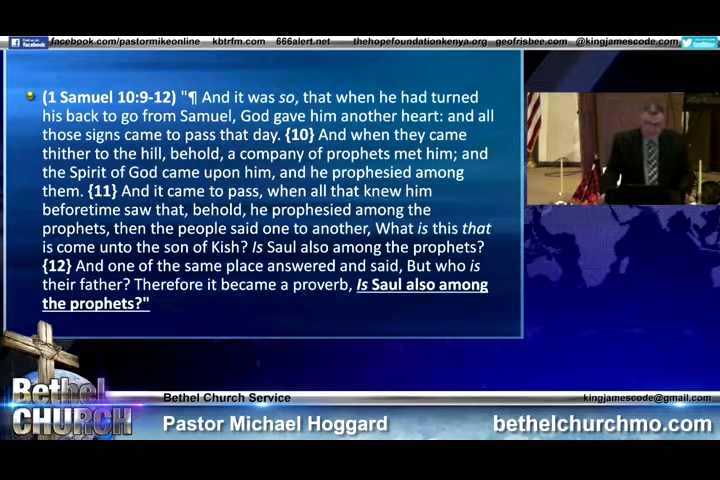 Find us on facebook facebook.com/pastormikeonline kbtrfm.com 666alert.net thehopefoundationkenya.org geofrisbee.com @kingjamescode.com twitter
(1 Samuel 10:9-12) "¶ And it was so, that when he had turned
his back to go from Samuel, God gave him another heart: and all
those signs came to pass that day. {10} And when they came
thither to the hill, behold, a company of prophets met him; and
the Spirit of God came upon him, and he prophesied among
them. {11} And it came to pass, when all that knew him
beforetime saw that, behold, he prophesied among the
prophets, then the people said one to another, What is this that
is come unto the son of Kish? Is Saul also among the prophets?
{12} And one of the same place answered and said, But who is
their father? Therefore it became a proverb, Is Saul also among
the prophets?"
Bethel
CHURCH
Bethel Church Service kingjamescode@gmail.com
Pastor Michael Hoggard bethelchurchmo.com